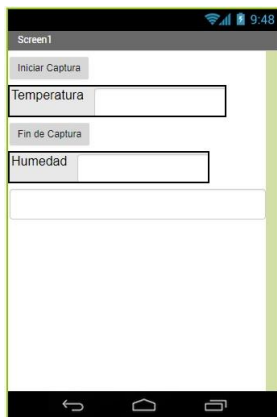 9:48
Screen1
Iniciar Captura
Temperatura
Fin de Captura
Humedad